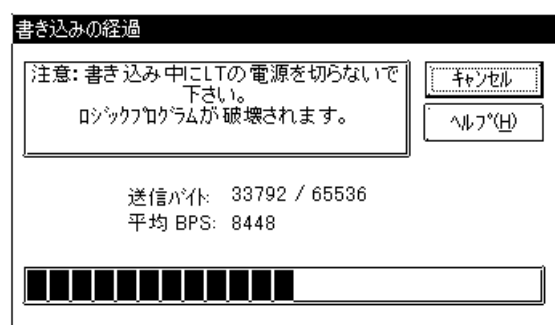 書き込みの経過
注意: 書き込み中にLTの電源を切らないで
下さい。
ﾛｼﾞｯｸﾌﾟﾛｸﾞﾗﾑが破壊されます。
ｷｬﾝｾﾙ
ﾍﾙﾌﾟ(H)
送信ﾊﾞｲﾄ: 33792 / 65536
平均 BPS: 8448